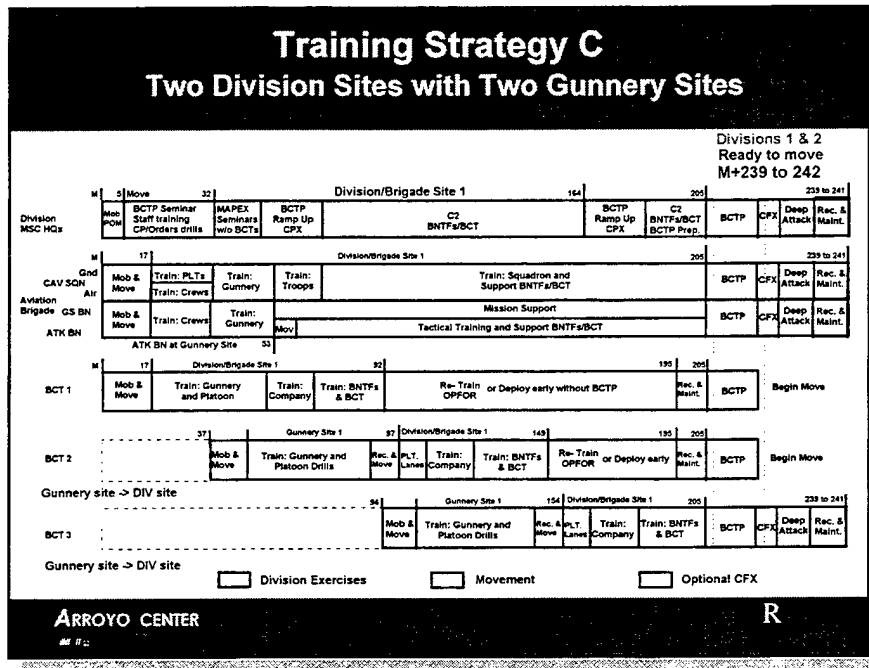 Training Strategy C
Two Division Sites with Two Gunnery Sites
Divisions 1 & 2
Ready to move
M+239 to 242
M 5 Move 32 Division/Brigade Site 1 164 205 239 to 241
Division
MSC HQs
Mob
POM
BCTP Seminar
Staff training
CP/Orders drills
MAPEX
Seminars
w/o BCTs
BCTP
Ramp Up
CPX
C2
BNTFs/BCT
BCTP
Ramp Up
CPX
C2
BNTFs/BCT
BCTP Prep.
BCTP
CFX
Deep
Attack
Rec. &
Maint.
M 17 Division/Brigade Site 1 205 239 to 241
Gnd
CAV SQN
Air
Mob &
Move
Train: PLTs
Train: Crews
Train:
Gunnery
Train:
Troops
Train: Squadron and
Support BNTFs/BCT
BCTP
CFX
Deep
Attack
Rec. &
Maint.
Aviation
Brigade GS BN
ATK BN
Mob &
Move
Train: Crews
Train:
Gunnery
Mission Support
Mov
Tactical Training and Support BNTFs/BCT
BCTP
CFX
Deep
Attack
Rec. &
Maint.
ATK BN at Gunnery Site 53
M 17 Division/Brigade Site 1 92 195 205
BCT 1
Mob &
Move
Train: Gunnery
and Platoon
Train:
Company
Train: BNTFs
& BCT
Re- Train or Deploy early without BCTP
OPFOR
Rec. &
Maint.
BCTP
Begin Move
37 Gunnery Site 1 97 Division/Brigade Site 1 149 195 205
BCT 2
Mob &
Move
Train: Gunnery and
Platoon Drills
Rec. &
Move
PLT.
Lanes
Train:
Company
Train: BNTFs
& BCT
Re- Train or Deploy early
OPFOR
Rec. &
Maint.
BCTP
Begin Move
Gunnery site -> DIV site
94 Gunnery Site 1 154 Division/Brigade Site 1 205 239 to 241
BCT 3
Mob &
Move
Train: Gunnery and
Platoon Drills
Rec. &
Move
PLT.
Lanes
Train:
Company
Train: BNTFs
& BCT
BCTP
CFX
Deep
Attack
Rec. &
Maint.
Gunnery site -> DIV site
Division Exercises
Movement
Optional CFX
ARROYO CENTER
R